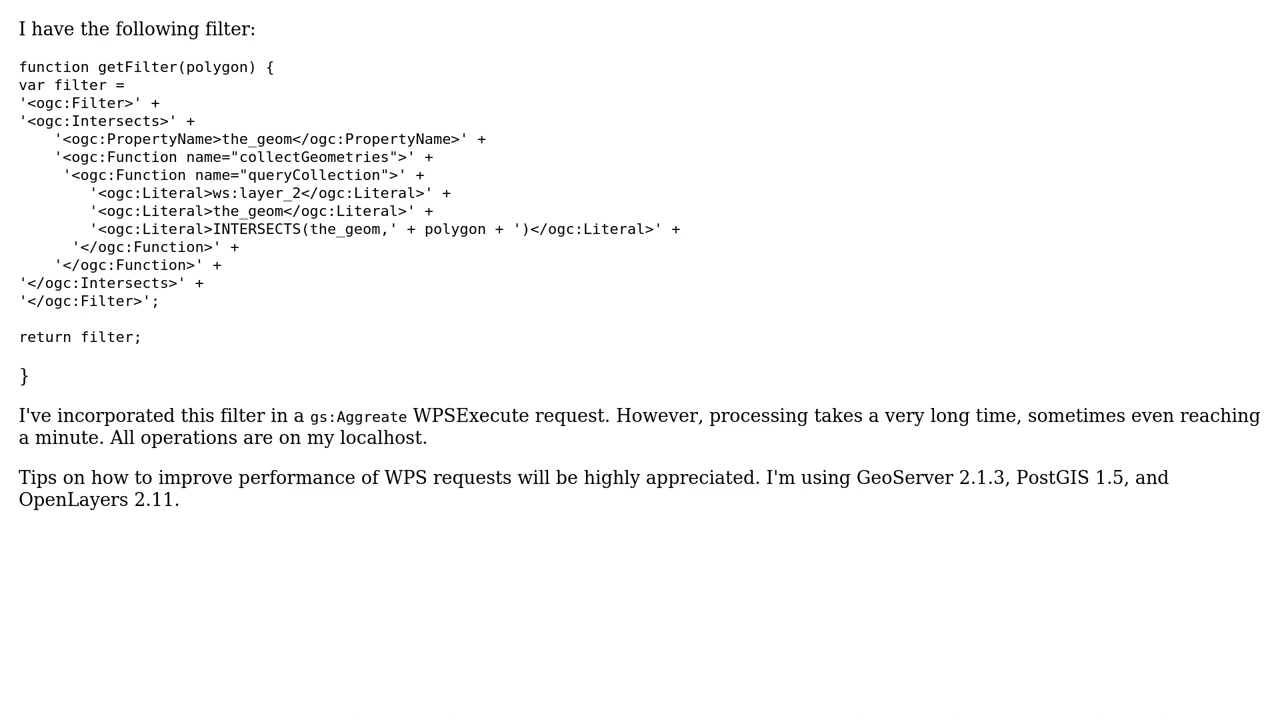 I have the following filter:
function getFilter(polygon) {
var filter =
'<ogc:Filter>' +
'<ogc:Intersects>' +
'<ogc:PropertyName>the_geom</ogc:PropertyName>' +
'<ogc:Function name="collectGeometries">' +
'<ogc:Function name="queryCollection">' +
'<ogc:Literal>ws:layer_2</ogc:Literal>' +
'<ogc:Literal>the_geom</ogc:Literal>' +
'<ogc:Literal>INTERSECTS(the_geom,' + polygon + ')</ogc:Literal>' +
'</ogc:Function>' +
'</ogc:Function>' +
'</ogc:Intersects>' +
'</ogc:Filter>';
return filter;
}
I've incorporated this filter in a gs:Aggreate WPSExecute request. However, processing takes a very long time, sometimes even reaching
a minute. All operations are on my localhost.
Tips on how to improve performance of WPS requests will be highly appreciated. I'm using GeoServer 2.1.3, PostGIS 1.5, and
OpenLayers 2.11.